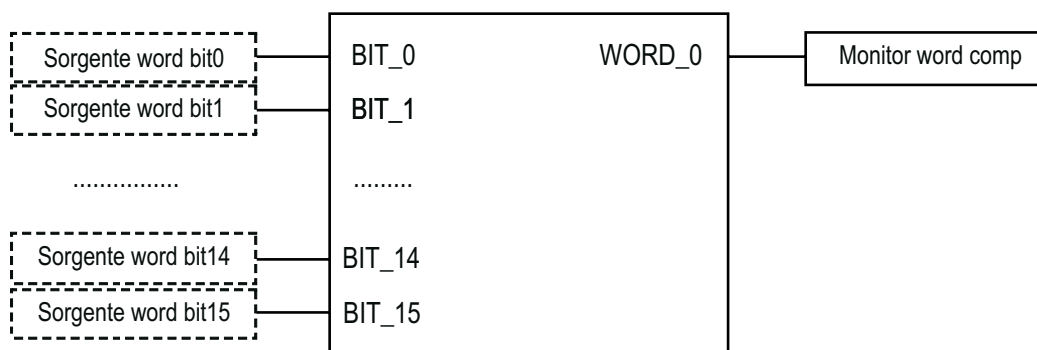 Sorgente word bit0 BIT_0 WORD_0 Monitor word comp
Sorgente word bit1 BIT_1
................ .........
Sorgente word bit14 BIT_14
Sorgente word bit15 BIT_15